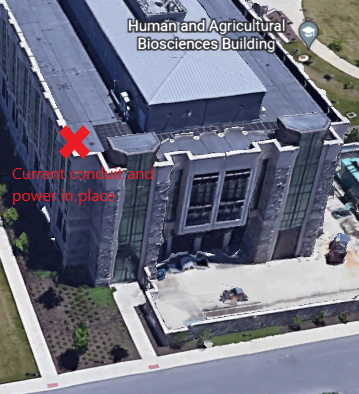 Human and Agricultural
Biosciences Building
Current conduit and
power in place